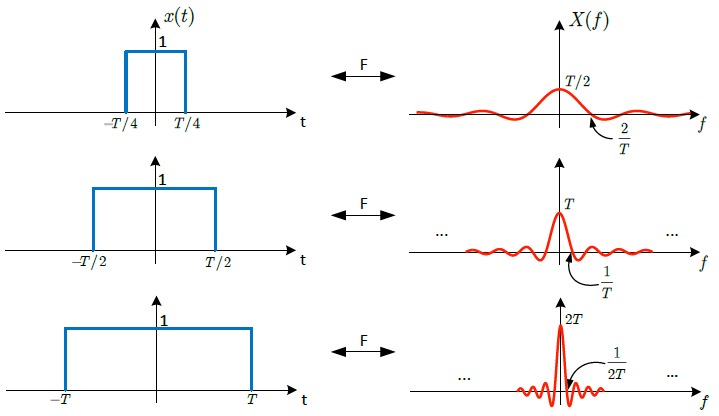 x(t) X(f)
1 F T/2
−T/4 T/4 t 2/T f
1 F T
... ...
−T/2 T/2 t 1/T f
1 F 2T
... 1/2T ...
−T T t f